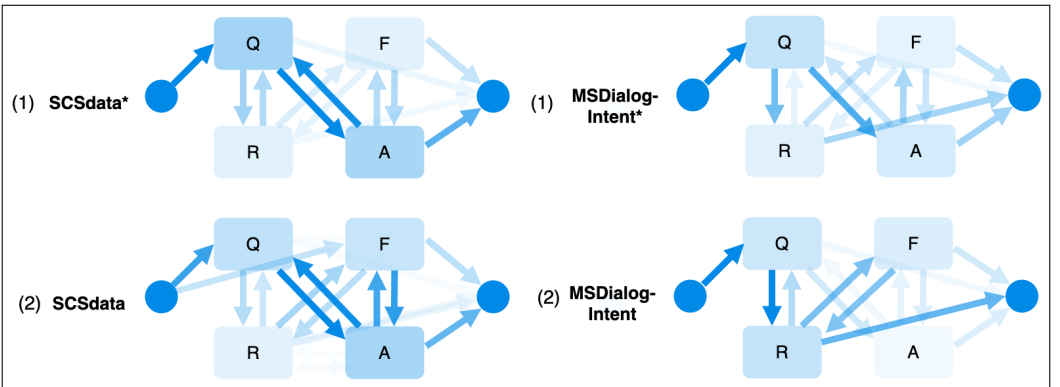 Q F
(1) SCSdata*
R A
Q F
(1) MSDialog-
Intent*
R A
Q F
(2) SCSdata
R A
Q F
(2) MSDialog-
Intent
R A